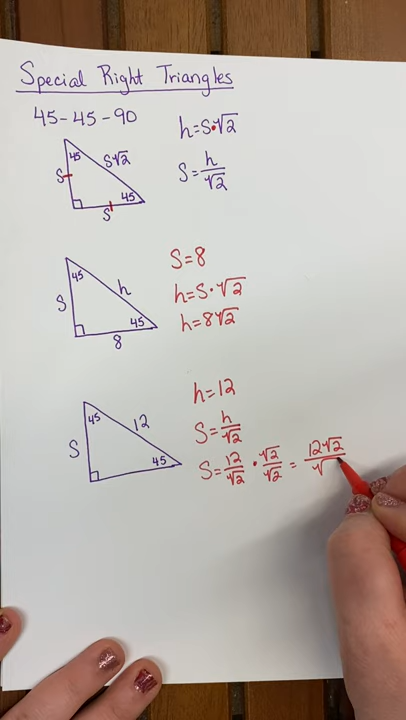 Special Right Triangles
45-45-90
h=S•√2
45
S√2
S
S=h/√2
45
S
S=8
45
h
S
h=S•√2
45
h=8√2
8
h=12
45
12
S=h/√2
S
45
S=12/√2 • √2/√2 = 12√2/√